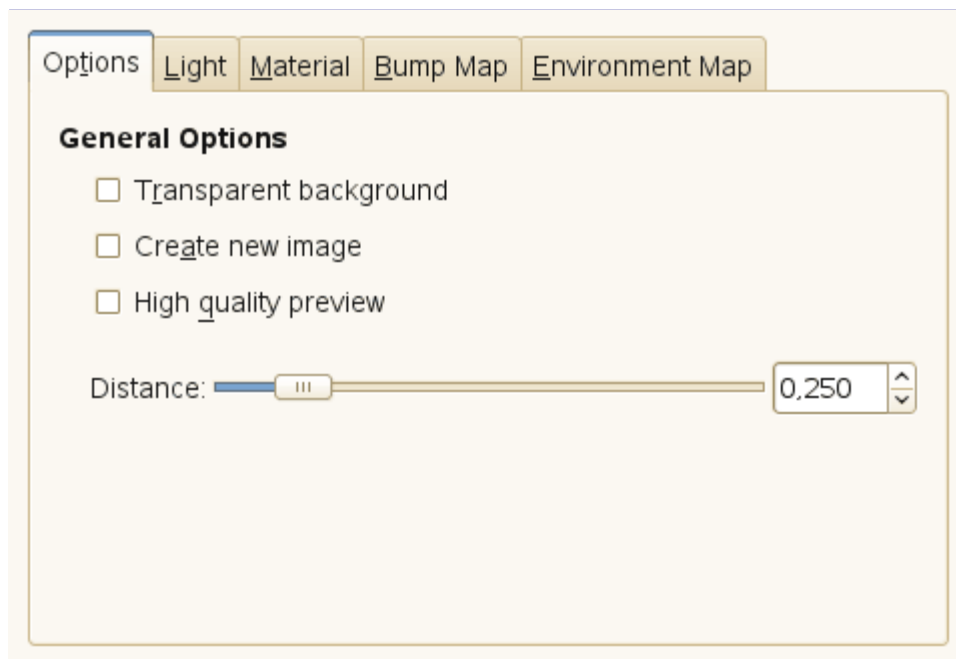 Options Light Material Bump Map Environment Map
General Options
Transparent background
Create new image
High quality preview
Distance: 0,250